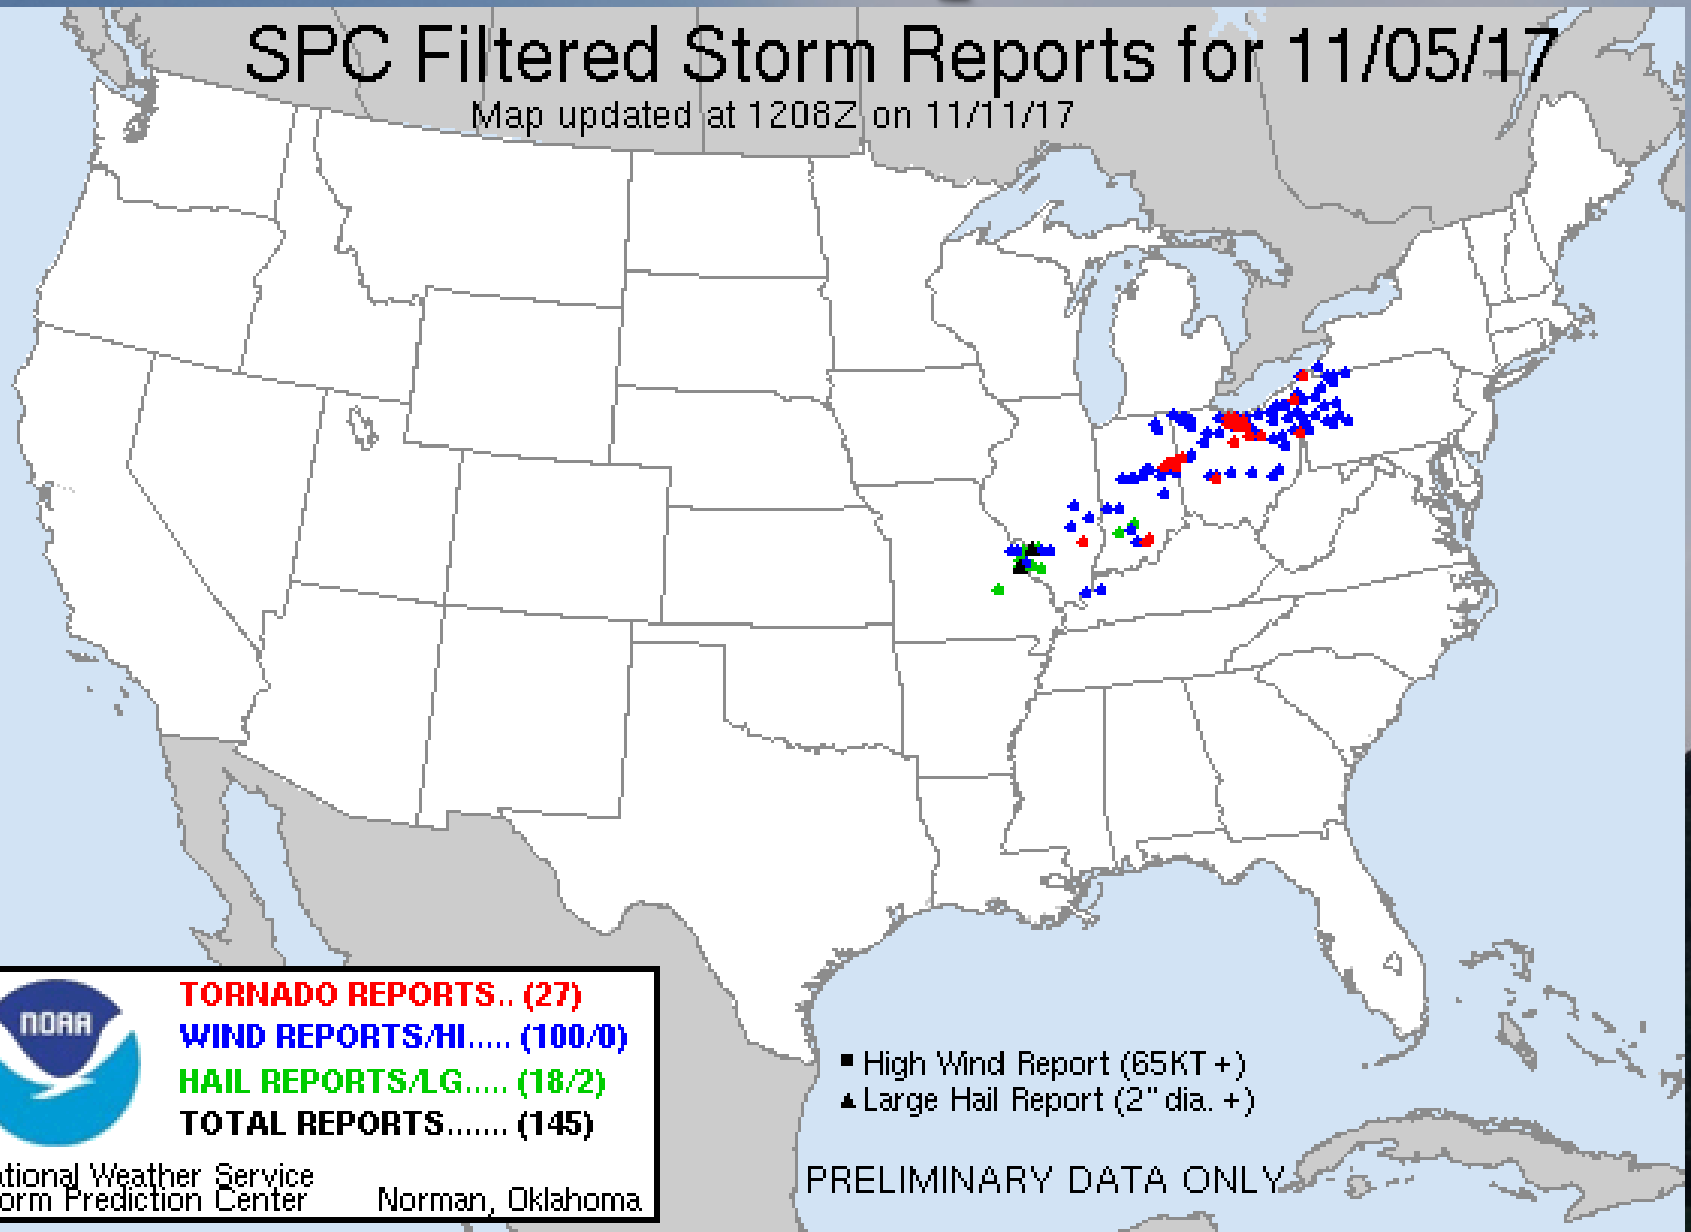 SPC Filtered Storm Reports for 11/05/17
Map updated at 1208Z on 11/11/17
TORNADO REPORTS.. (27)
WIND REPORTS/HI..... (100/0)
HAIL REPORTS/LG..... (18/2)
TOTAL REPORTS....... (145)
NOAA
ational Weather Service
orm Prediction Center Norman, Oklahoma
High Wind Report (65KT +)
Large Hail Report (2" dia. +)
PRELIMINARY DATA ONLY